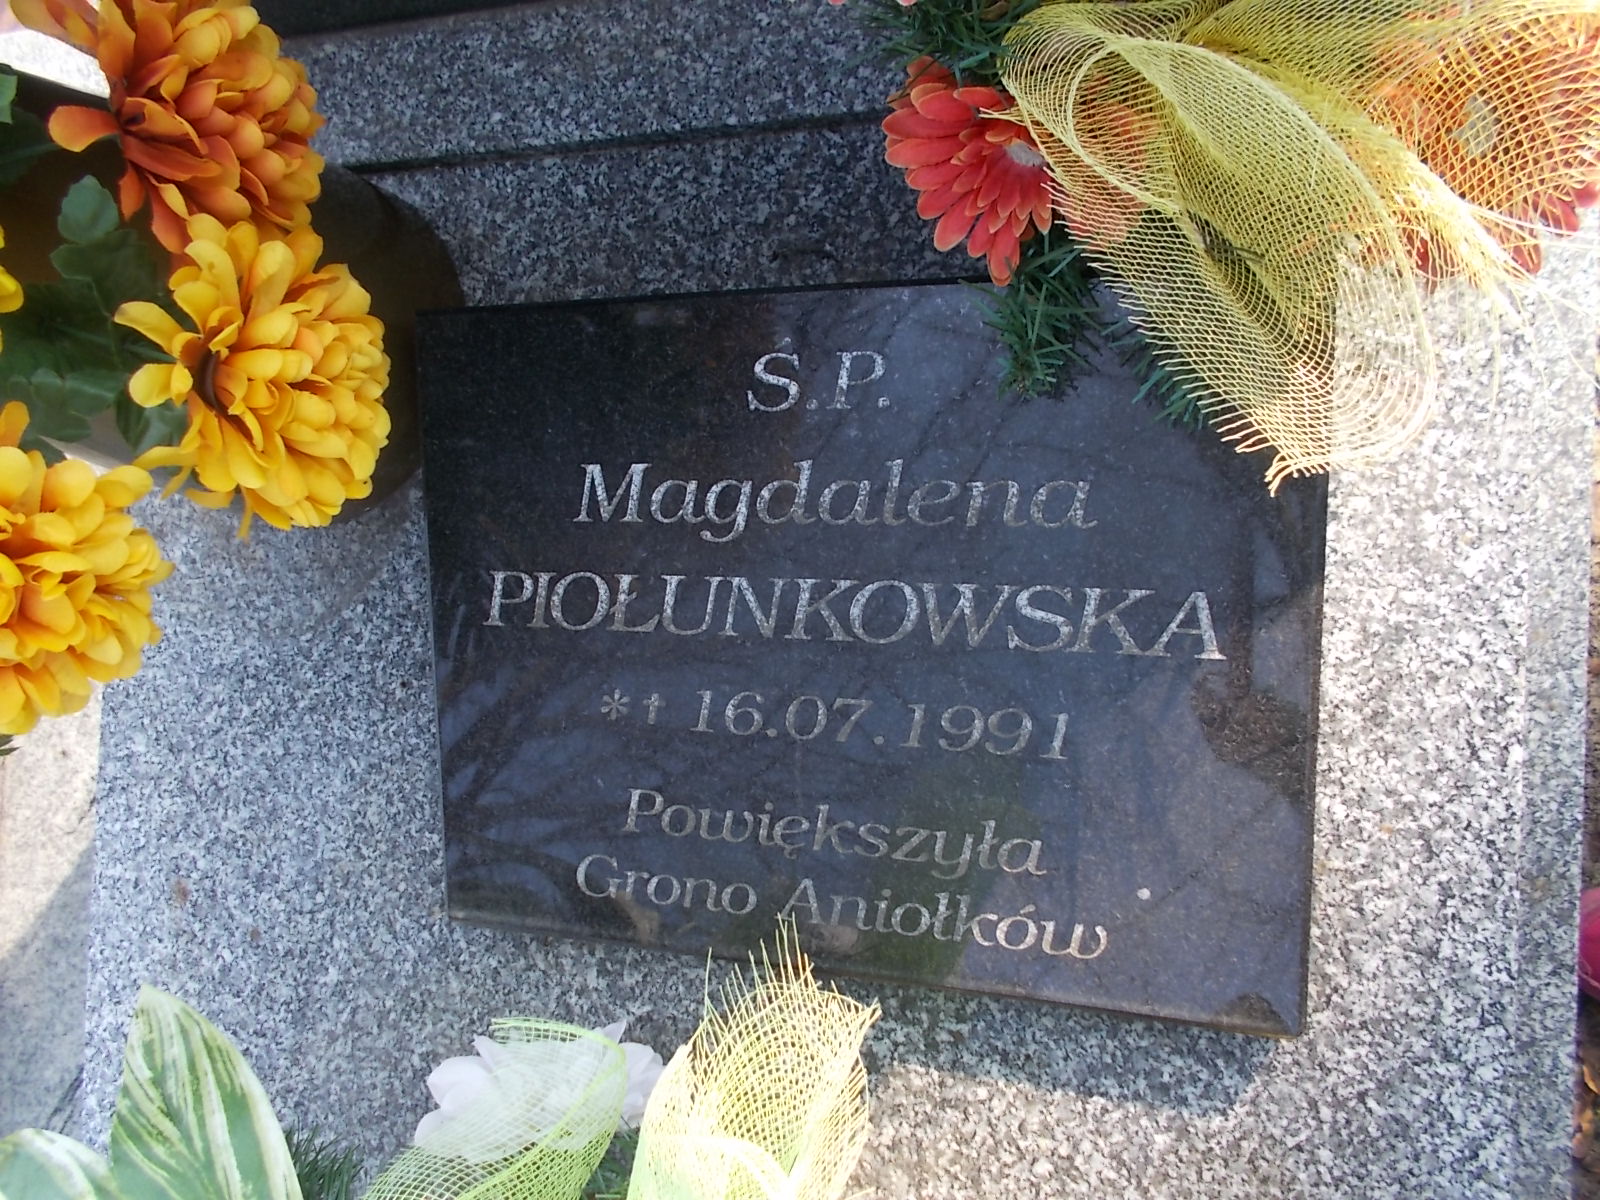 Ś.P.
Magdalena
PIOŁUNKOWSKA
*† 16.07.1991
Powiększyła
Grono Aniołków